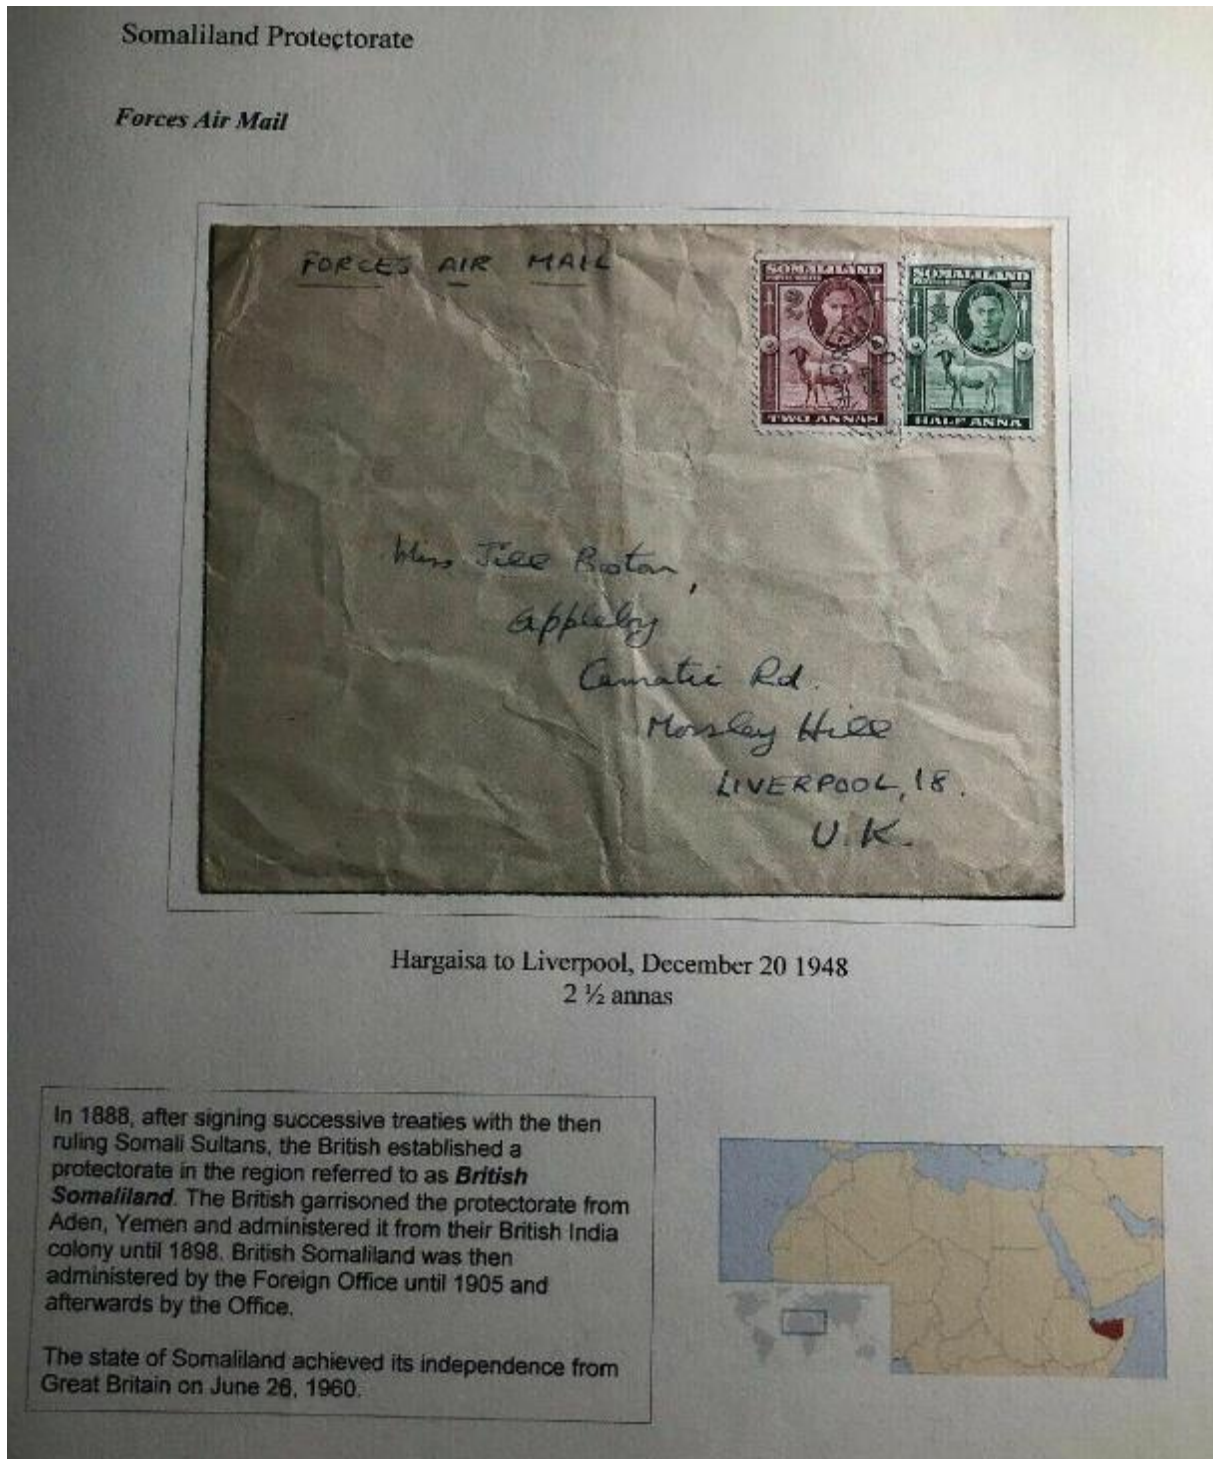 Somaliland Protectorate
Forces Air Mail
FORCES AIR MAIL
SOMALILAND
TWO ANNAS
SOMALILAND
HALF ANNA
Miss Jill
Appleby
Rd.
Mossley Hill
LIVERPOOL, 18.
U.K.
Hargaisa to Liverpool, December 20 1948
2 ½ annas
In 1888, after signing successive treaties with the then
ruling Somali Sultans, the British established a
protectorate in the region referred to as British
Somaliland. The British garrisoned the protectorate from
Aden, Yemen and administered it from their British India
colony until 1898. British Somaliland was then
administered by the Foreign Office until 1905 and
afterwards by the Office.
The state of Somaliland achieved its independence from
Great Britain on June 26, 1960.